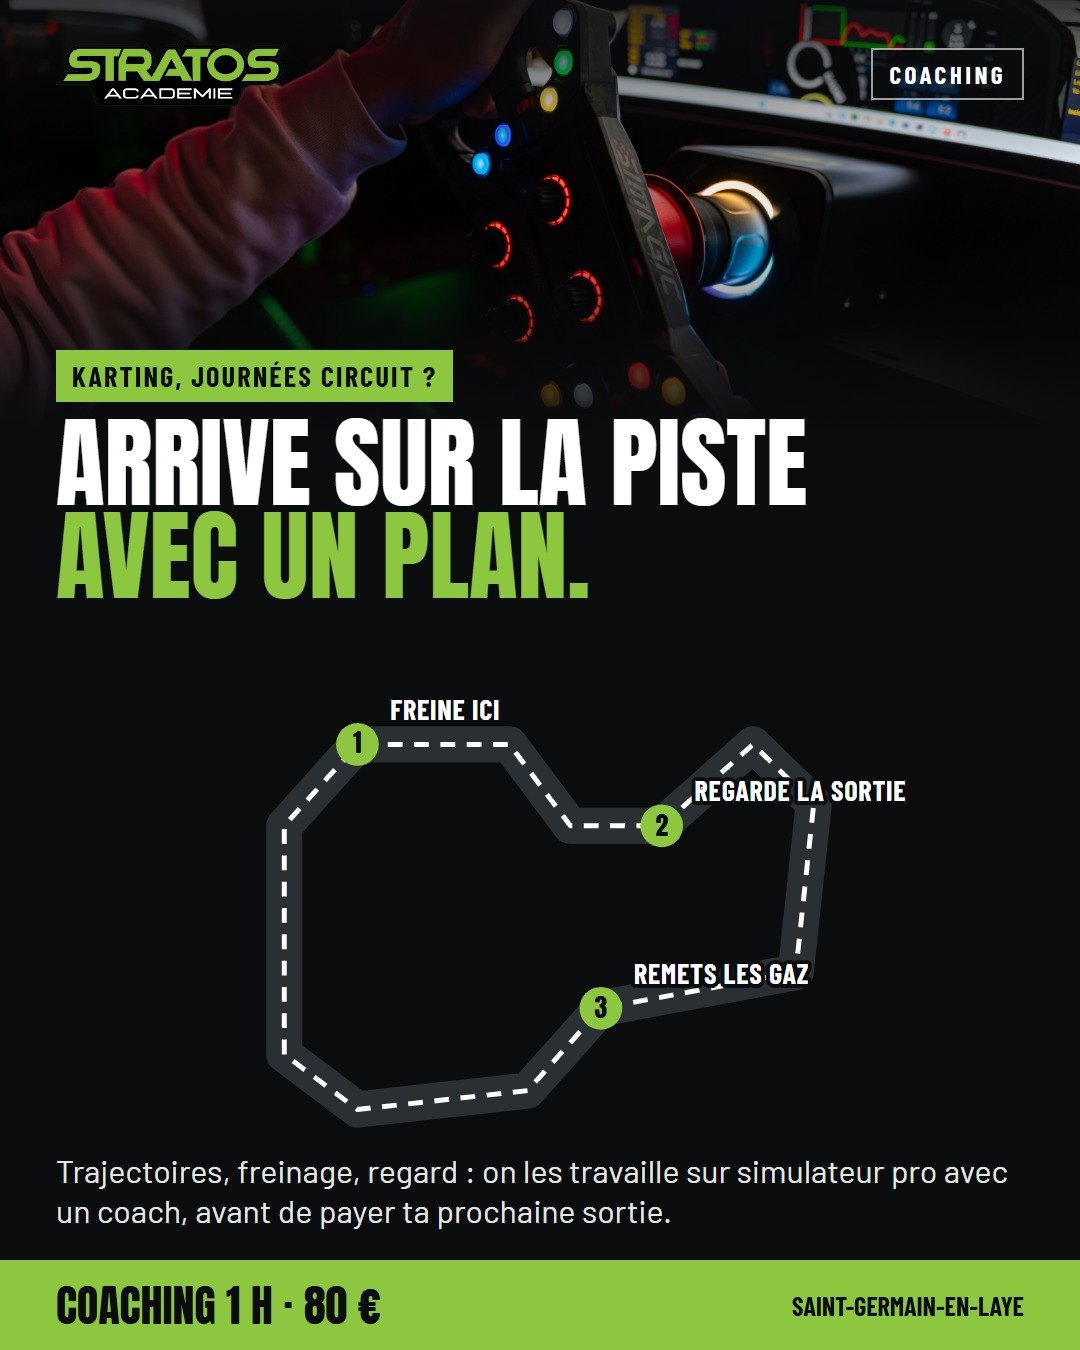 STRATOS
ACADEMIE
COACHING
SIMAGIC
KARTING, JOURNÉES CIRCUIT ?
ARRIVE SUR LA PISTE
AVEC UN PLAN.
FREINE ICI
1
REGARDE LA SORTIE
2
REMETS LES GAZ
3
Trajectoires, freinage, regard : on les travaille sur simulateur pro avec
un coach, avant de payer ta prochaine sortie.
COACHING 1 H · 80 €
SAINT-GERMAIN-EN-LAYE